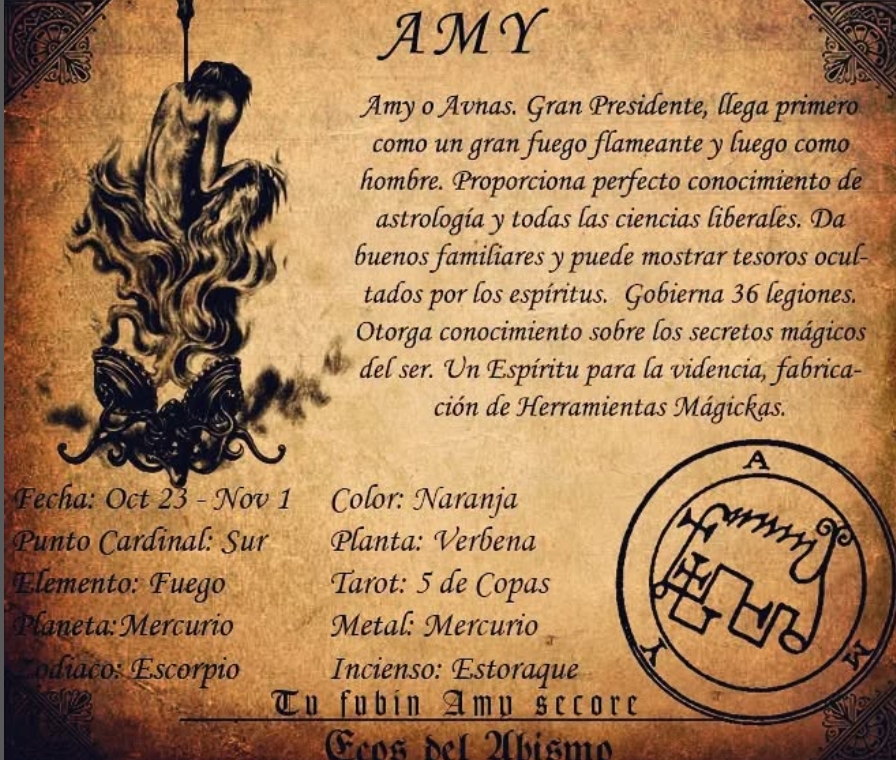 AMY
Amy o Avnas. Gran Presidente, llega primero
como un gran fuego flameante y luego como
hombre. Proporciona perfecto conocimiento de
astrología y todas las ciencias liberales. Da
buenos familiares y puede mostrar tesoros ocul-
tados por los espíritus. Gobierna 36 legiones.
Otorga conocimiento sobre los secretos mágicos
del ser. Un Espíritu para la videncia, fabrica-
ción de Herramientas Mágickas.
Fecha: Oct 23 - Nov 1
Punto Cardinal: Sur
Elemento: Fuego
Planeta:Mercurio
Zodiaco: Escorpio
Color: Naranja
Planta: Verbena
Tarot: 5 de Copas
Metal: Mercurio
Incienso: Estoraque
A
M
Y
Tu fubin Amy secore
Ecos del Abismo